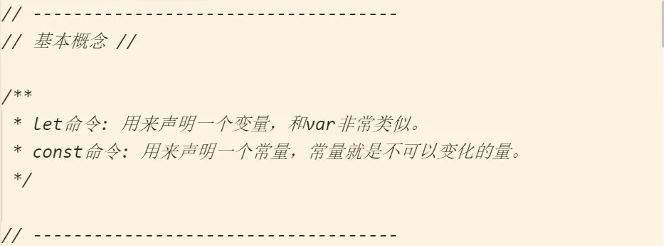 // -----------------------------------
// 基本概念 //
/**
* let命令: 用来声明一个变量，和var非常类似。
* const命令: 用来声明一个常量，常量就是不可以变化的量。
*/
// -----------------------------------